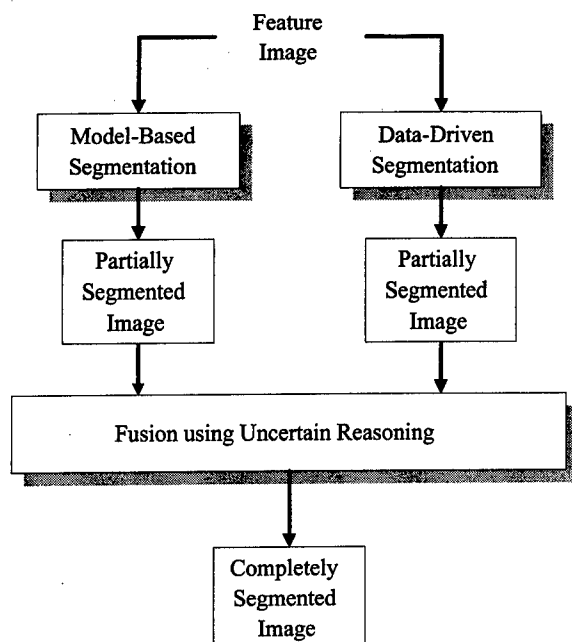 Feature
Image
Model-Based
Segmentation
Data-Driven
Segmentation
Partially
Segmented
Image
Partially
Segmented
Image
Fusion using Uncertain Reasoning
Completely
Segmented
Image